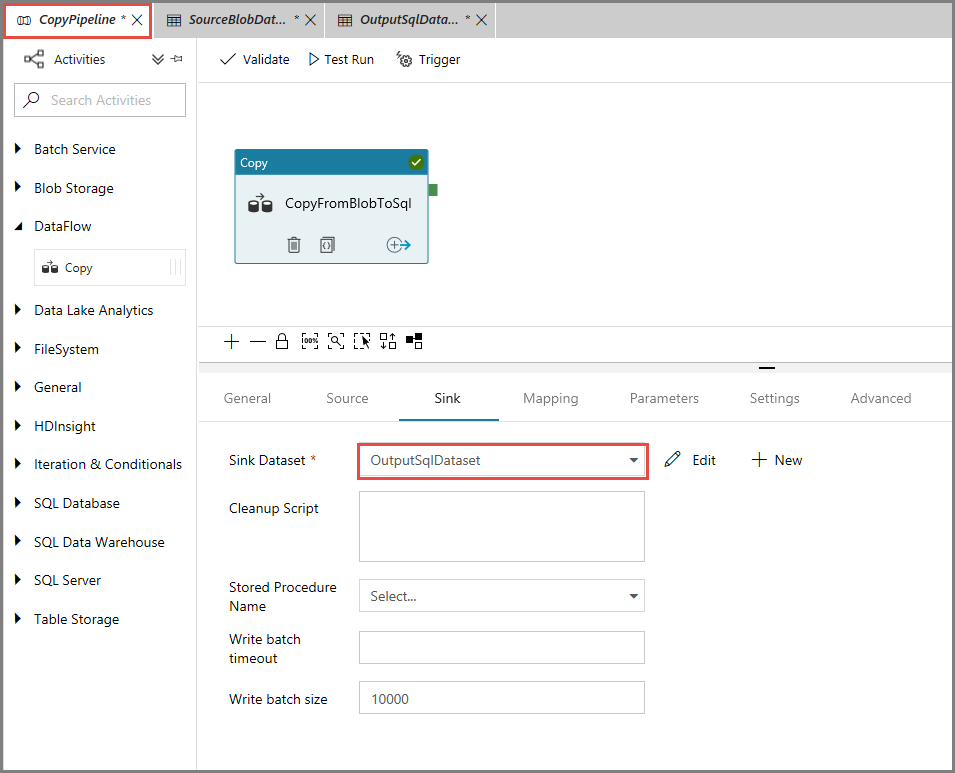 CopyPipeline *
SourceBlobDat... *
OutputSqlData... *
Activities
Search Activities
Batch Service
Blob Storage
DataFlow
Copy
Data Lake Analytics
FileSystem
General
HDInsight
Iteration & Conditionals
SQL Database
SQL Data Warehouse
SQL Server
Table Storage
Validate
Test Run
Trigger
Copy
CopyFromBlobToSql
100%
General
Source
Sink
Mapping
Parameters
Settings
Advanced
Sink Dataset *
OutputSqlDataset
Edit
New
Cleanup Script
Stored Procedure
Name
Select...
Write batch
timeout
Write batch size
10000